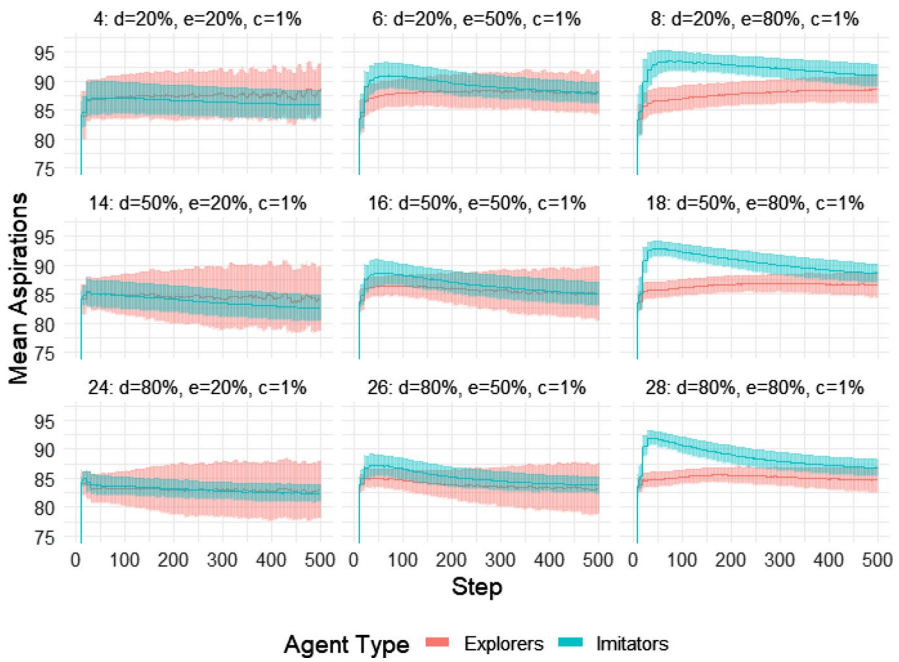 4: d=20%, e=20%, c=1% 6: d=20%, e=50%, c=1% 8: d=20%, e=80%, c=1%
95
90
85
80
75
14: d=50%, e=20%, c=1% 16: d=50%, e=50%, c=1% 18: d=50%, e=80%, c=1%
95
90
85
80
75
Mean Aspirations
24: d=80%, e=20%, c=1% 26: d=80%, e=50%, c=1% 28: d=80%, e=80%, c=1%
95
90
85
80
75
0 100 200 300 400 500 0 100 200 300 400 500 0 100 200 300 400 500
Step
Agent Type Explorers Imitators